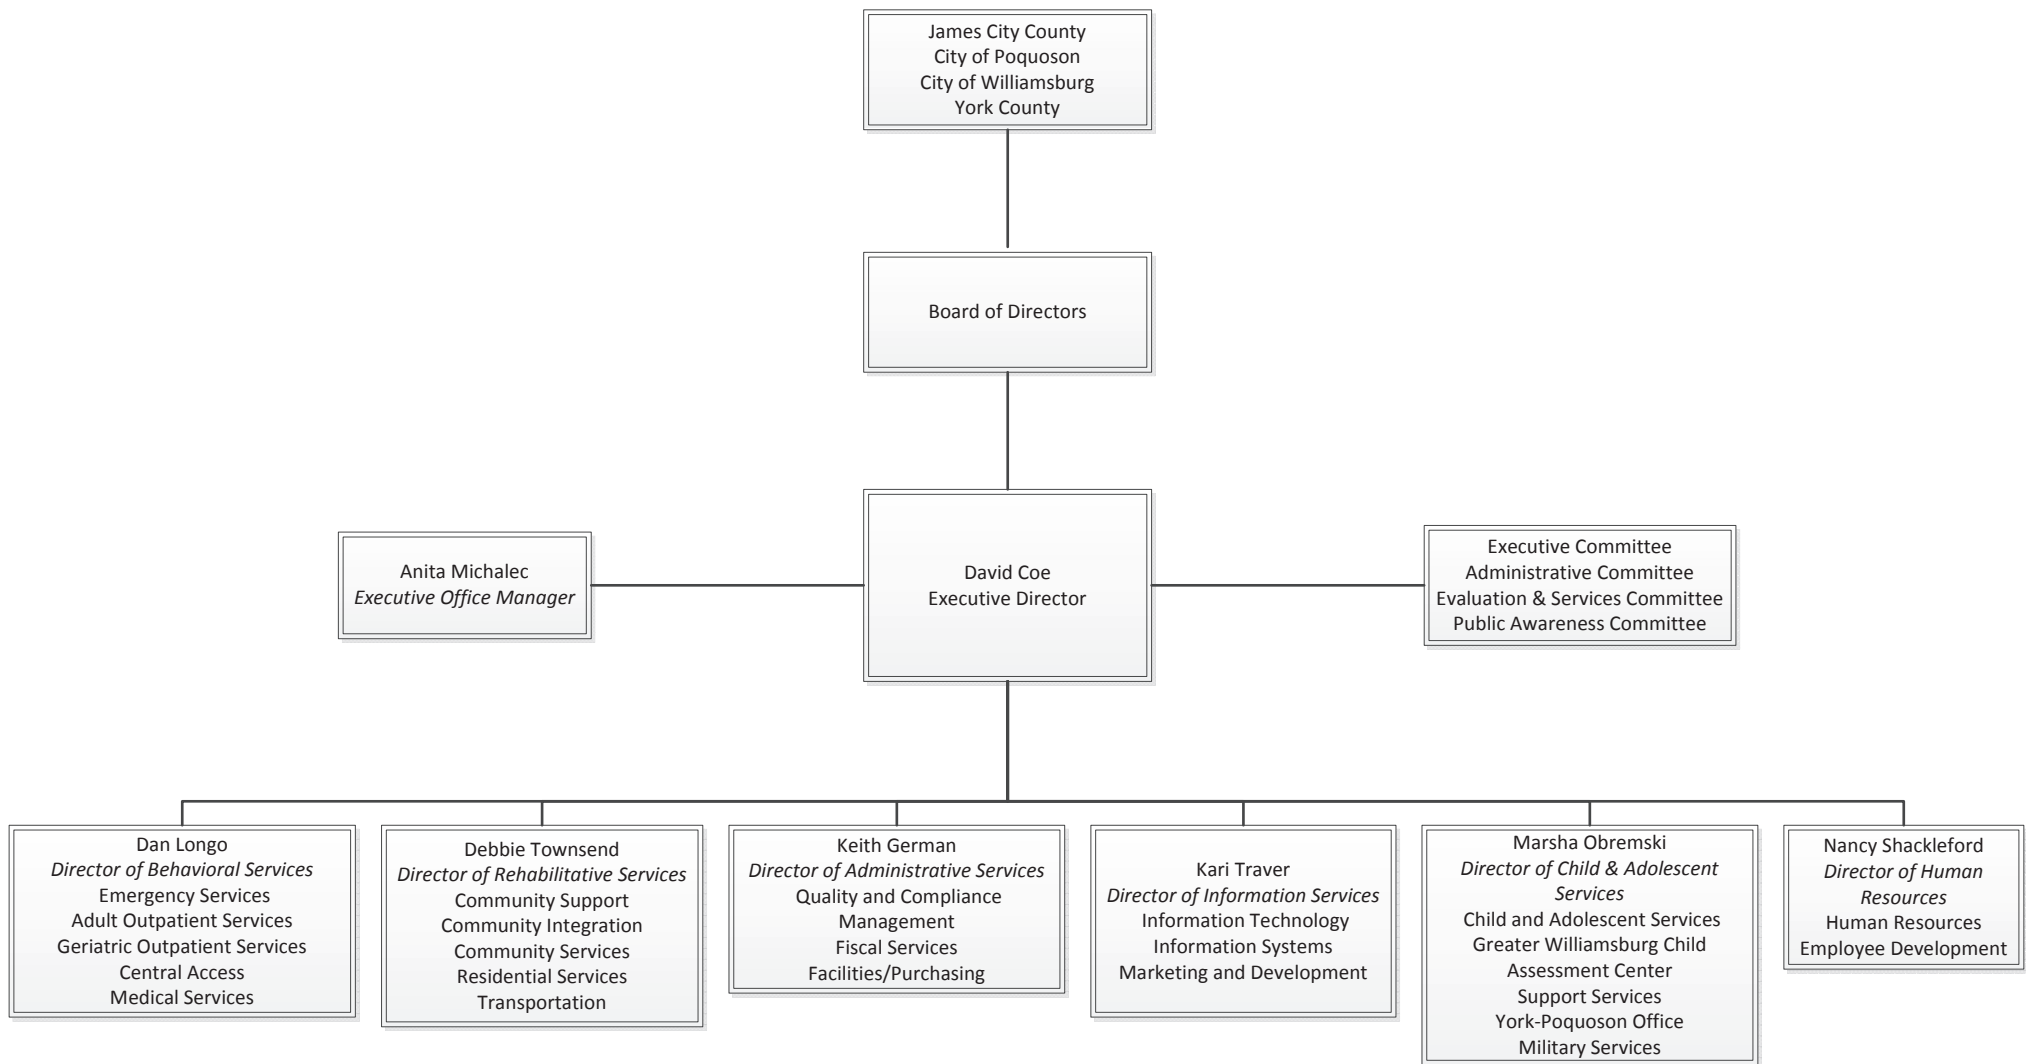 James City County
City of Poquoson
City of Williamsburg
York County
Board of Directors
Anita Michalec
Executive Office Manager
David Coe
Executive Director
Executive Committee
Administrative Committee
Evaluation & Services Committee
Public Awareness Committee
Dan Longo
Director of Behavioral Services
Emergency Services
Adult Outpatient Services
Geriatric Outpatient Services
Central Access
Medical Services
Debbie Townsend
Director of Rehabilitative Services
Community Support
Community Integration
Community Services
Residential Services
Transportation
Keith German
Director of Administrative Services
Quality and Compliance
Management
Fiscal Services
Facilities/Purchasing
Kari Traver
Director of Information Services
Information Technology
Information Systems
Marketing and Development
Marsha Obremski
Director of Child & Adolescent
Services
Child and Adolescent Services
Greater Williamsburg Child
Assessment Center
Support Services
York-Poquoson Office
Military Services
Nancy Shackleford
Director of Human
Resources
Human Resources
Employee Development